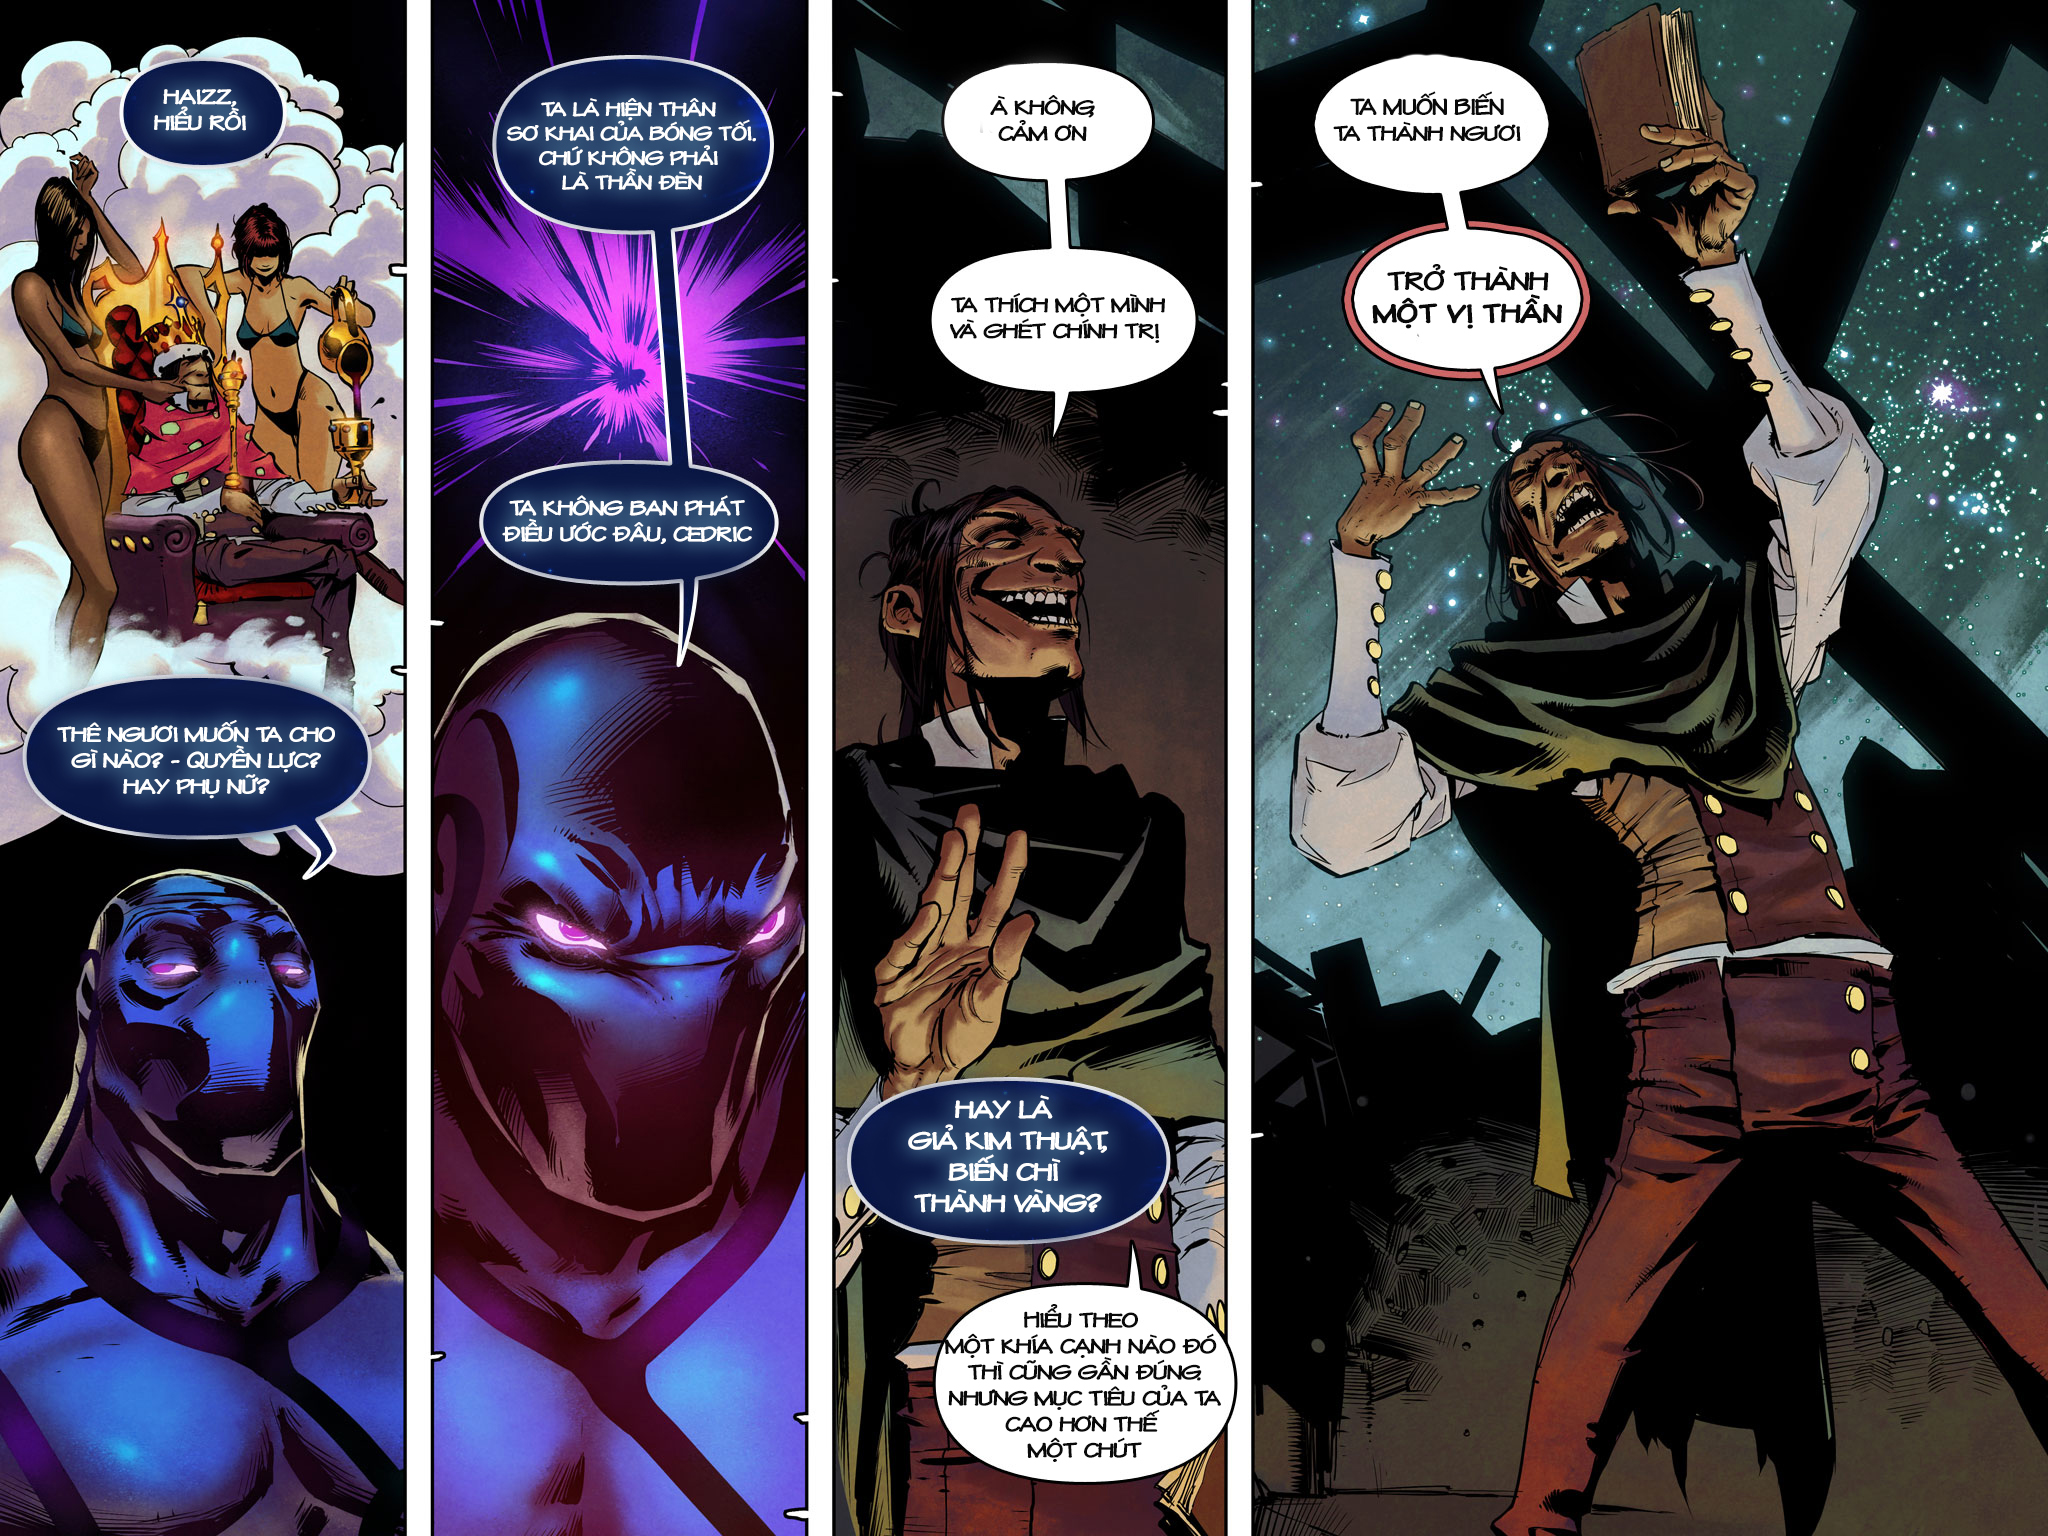 HAIZZ,
HIỂU RỒI
THẾ NGƯƠI MUỐN TA CHO
GÌ NÀO? - QUYỀN LỰC?
HAY PHỤ NỮ?
TA LÀ HIỆN THÂN
SƠ KHAI CỦA BÓNG TỐI.
CHỨ KHÔNG PHẢI
LÀ THẦN ĐÈN
TA KHÔNG BAN PHÁT
ĐIỀU ƯỚC ĐÂU, CEDRIC
À KHÔNG,
CẢM ƠN
TA THÍCH MỘT MÌNH
VÀ GHÉT CHÍNH TRỊ
HAY LÀ
GIẢ KIM THUẬT,
BIẾN CHÌ
THÀNH VÀNG?
HIỂU THEO
MỘT KHÍA CẠNH NÀO ĐÓ
THÌ CŨNG GẦN ĐÚNG.
NHƯNG MỤC TIÊU CỦA TA
CAO HƠN THẾ
MỘT CHÚT
TA MUỐN BIẾN
TA THÀNH NGƯƠI
TRỞ THÀNH
MỘT VỊ THẦN